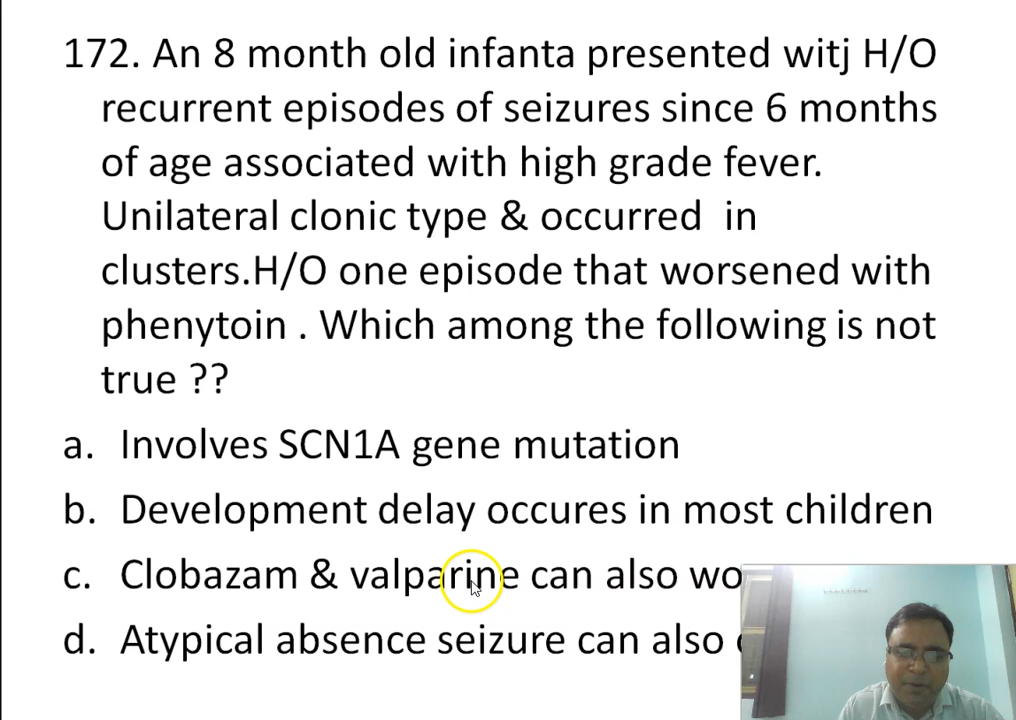 172. An 8 month old infanta presented witj H/O
recurrent episodes of seizures since 6 months
of age associated with high grade fever.
Unilateral clonic type & occurred in
clusters.H/O one episode that worsened with
phenytoin . Which among the following is not
true ??
a. Involves SCN1A gene mutation
b. Development delay occures in most children
c. Clobazam & valparine can also
d. Atypical absence seizure can also